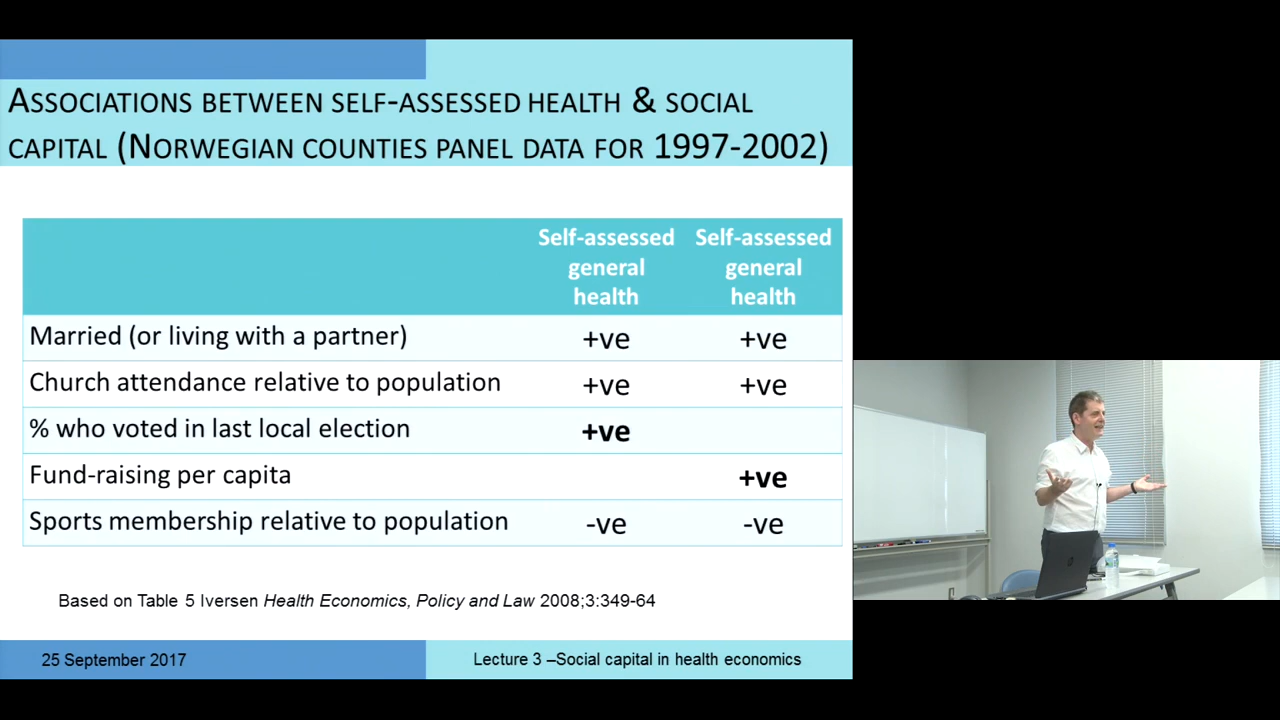 ASSOCIATIONS BETWEEN SELF-ASSESSED HEALTH & SOCIAL
CAPITAL (NORWEGIAN COUNTIES PANEL DATA FOR 1997-2002)
Self-assessed general health
Self-assessed general health
Married (or living with a partner) +ve +ve
Church attendance relative to population +ve +ve
% who voted in last local election +ve
Fund-raising per capita +ve
Sports membership relative to population -ve -ve
Based on Table 5 Iversen Health Economics, Policy and Law 2008;3:349-64
25 September 2017
Lecture 3 –Social capital in health economics